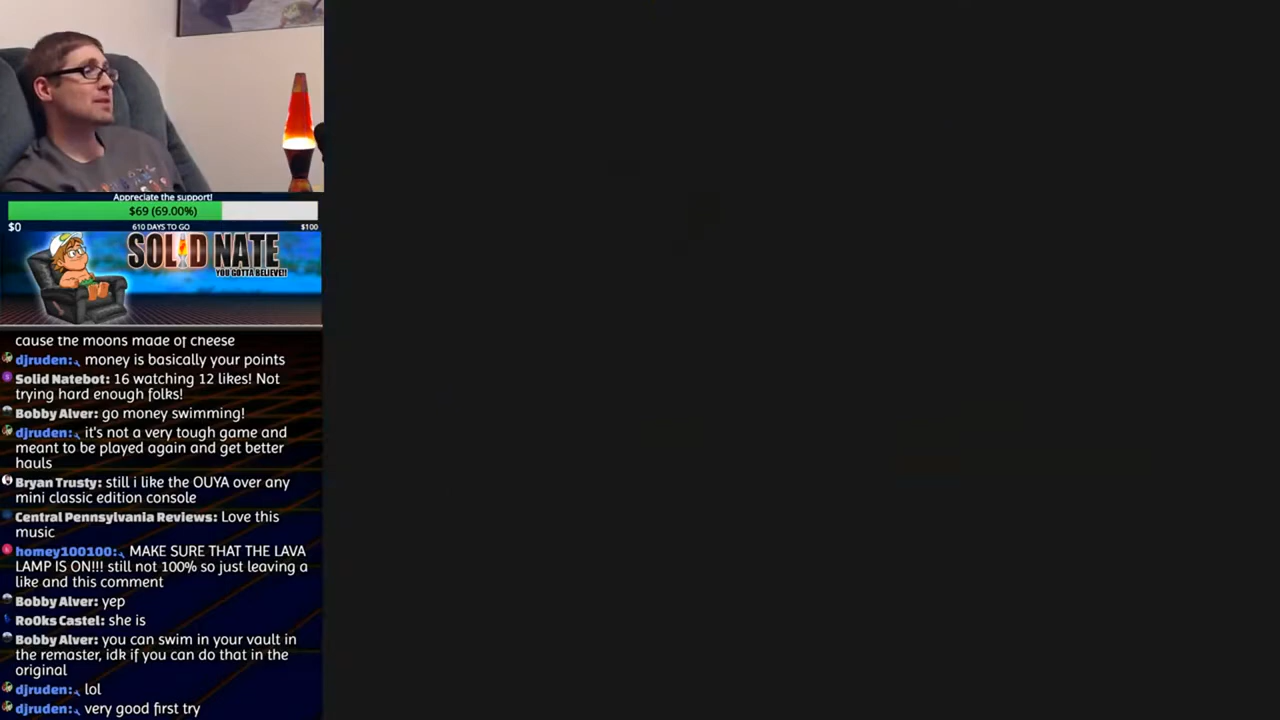 Appreciate the support!
$69 (69.00%)
$0 610 DAYS TO GO $100
SOLID NATE
YOU GOTTA BELIEVE!!
cause the moons made of cheese
djruden: money is basically your points
Solid Natebot: 16 watching 12 likes! Not
trying hard enough folks!
Bobby Alver: go money swimming!
djruden: it's not a very tough game and
meant to be played again and get better
hauls
Bryan Trusty: still i like the OUYA over any
mini classic edition console
Central Pennsylvania Reviews: Love this
music
homey100100: MAKE SURE THAT THE LAVA
LAMP IS ON!!! still not 100% so just leaving a
like and this comment
Bobby Alver: yep
Ro0ks Castel: she is
Bobby Alver: you can swim in your vault in
the remaster, idk if you can do that in the
original
djruden: lol
djruden: very good first try